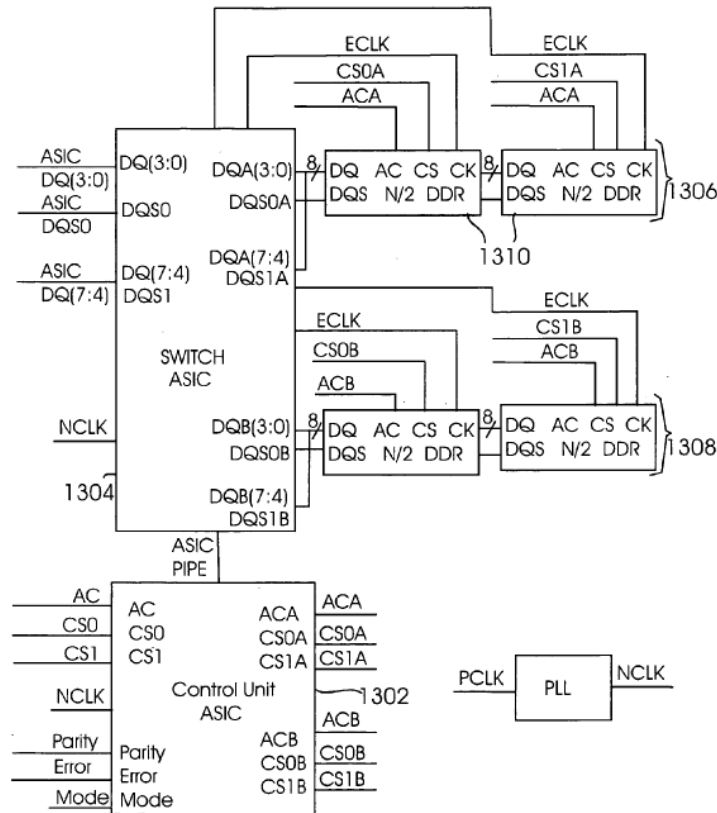 ECLK
ECLK
CS0A
CS1A
ACA
ACA
ASIC
DQ(3:0)
DQ(3:0)
DQA(3:0)
8
DQ AC CS CK
8
DQ AC CS CK
DQS N/2 DDR
DQS N/2 DDR
1306
ASIC
DQS0
DQS0
DQS0A
1310
ASIC
DQ(7:4)
DQ(7:4)
DQS1
DQA(7:4)
DQS1A
ECLK
ECLK
CS1B
SWITCH
ASIC
CS0B
ACB
ACB
NCLK
DQB(3:0)
8
DQ AC CS CK
8
DQ AC CS CK
DQS0B
DQS N/2 DDR
DQS N/2 DDR
1308
1304
DQB(7:4)
DQS1B
ASIC
PIPE
AC
AC
ACA
ACA
CS0
CS0
CS0A
CS0A
CS1
CS1
CS1A
CS1A
NCLK
Control Unit
ASIC
1302
PCLK
PLL
NCLK
ACB
ACB
Parity
Parity
CS0B
CS0B
Error
Error
CS1B
CS1B
Mode
Mode